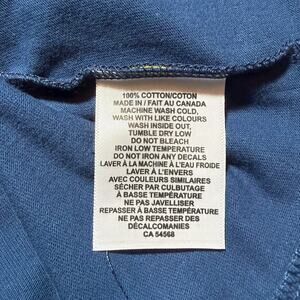 100% COTTON/COTON
MADE IN / FAIT AU CANADA
MACHINE WASH COLD,
WASH WITH LIKE COLOURS
WASH INSIDE OUT,
TUMBLE DRY LOW
DO NOT BLEACH
IRON LOW TEMPERATURE
DO NOT IRON ANY DECALS
LAVER À LA MACHINE À L'EAU FROIDE
LAVER À L'ENVERS
AVEC COULEURS SIMILAIRES
SÉCHER PAR CULBUTAGE
À BASSE TEMPÉRATURE
NE PAS JAVELLISER
REPASSER À BASSE TEMPÉRATURE
NE PAS REPASSER DES
DÉCALCOMANIES
CA 54568